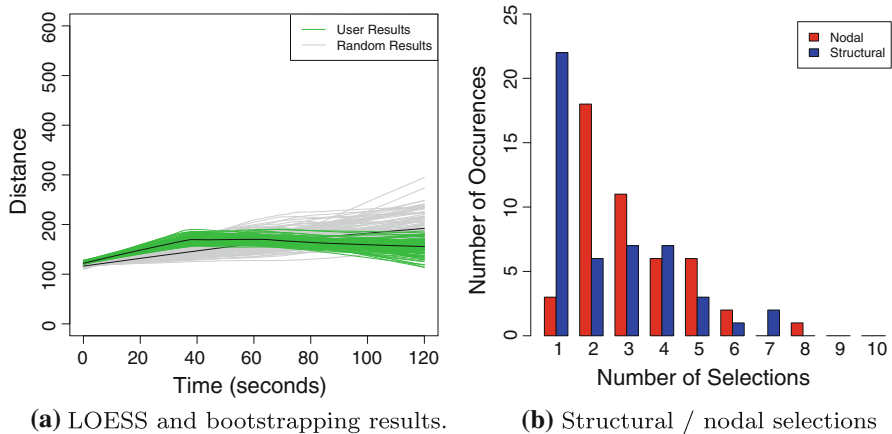 User Results
Random Results
Distance
600
500
400
300
200
100
0
0 20 40 60 80 100 120
Time (seconds)
(a) LOESS and bootstrapping results.
Nodal
Structural
Number of Occurences
25
20
15
10
5
0
1 2 3 4 5 6 7 8 9 10
Number of Selections
(b) Structural / nodal selections